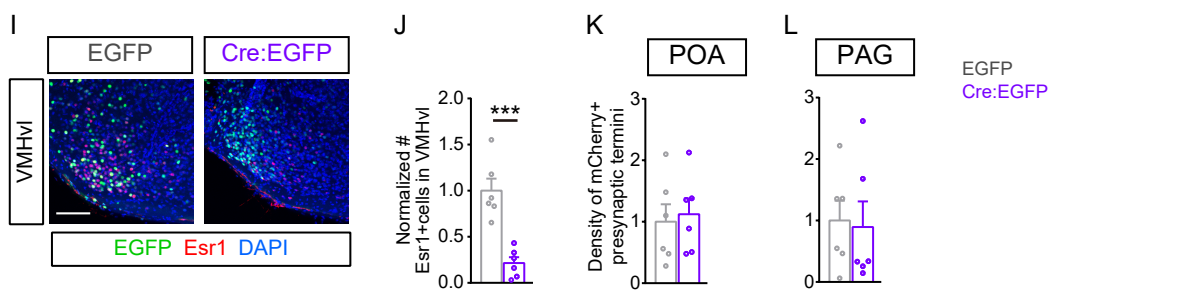 I
EGFP
Cre:EGFP
VMHvl
EGFP Esr1 DAPI
J
Normalized #
Esr1+cells in VMHvl
2.0
1.5
1.0
0.5
0.0
***
K
POA
Density of mCherry+
presynaptic termini
3
2
1
0
L
PAG
3
2
1
0
EGFP
Cre:EGFP